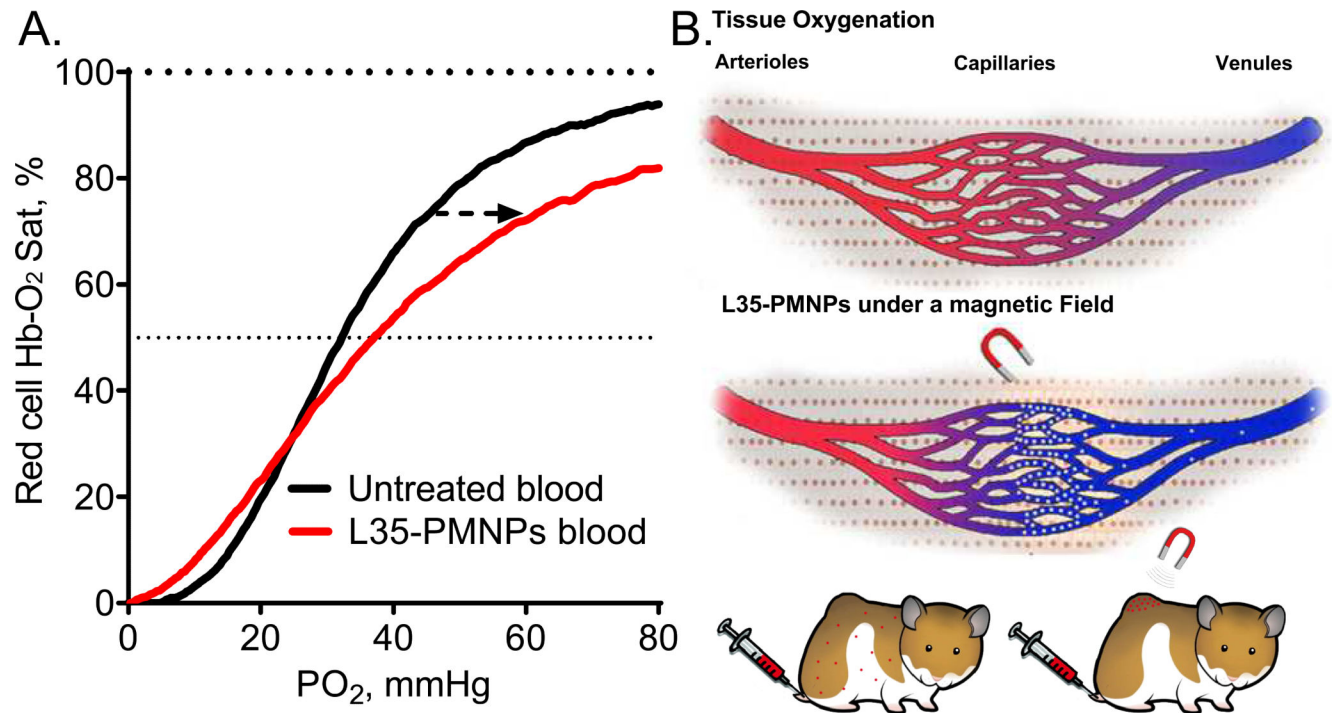 A.
Red cell Hb-O₂ Sat, %
100
80
60
40
20
0
0 20 40 60 80
PO₂, mmHg
Untreated blood
L35-PMNPs blood
B.
Tissue Oxygenation
Arterioles Capillaries Venules
L35-PMNPs under a magnetic Field